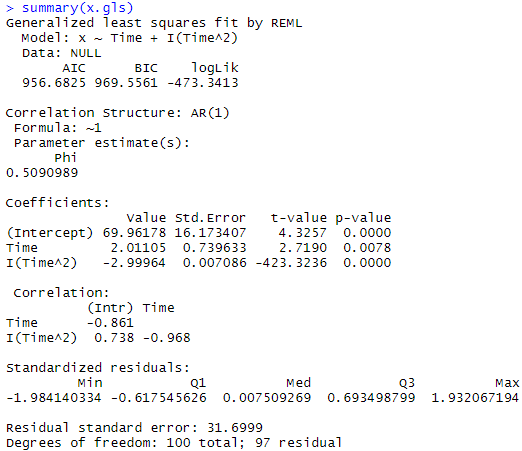 > summary(x.gls)
Generalized least squares fit by REML
  Model: x ~ Time + I(Time^2)
  Data: NULL
       AIC      BIC    logLik
  956.6825 969.5561 -473.3413

Correlation Structure: AR(1)
 Formula: ~1
 Parameter estimate(s):
      Phi
0.5090989

Coefficients:
               Value Std.Error   t-value p-value
(Intercept) 69.96178 16.173407    4.3257  0.0000
Time         2.01105  0.739633    2.7190  0.0078
I(Time^2)   -2.99964  0.007086 -423.3236  0.0000

 Correlation:
          (Intr) Time
Time      -0.861
I(Time^2)  0.738 -0.968

Standardized residuals:
         Min           Q1          Med           Q3          Max
-1.984140334 -0.617545626  0.007509269  0.693498799  1.932067194

Residual standard error: 31.6999
Degrees of freedom: 100 total; 97 residual